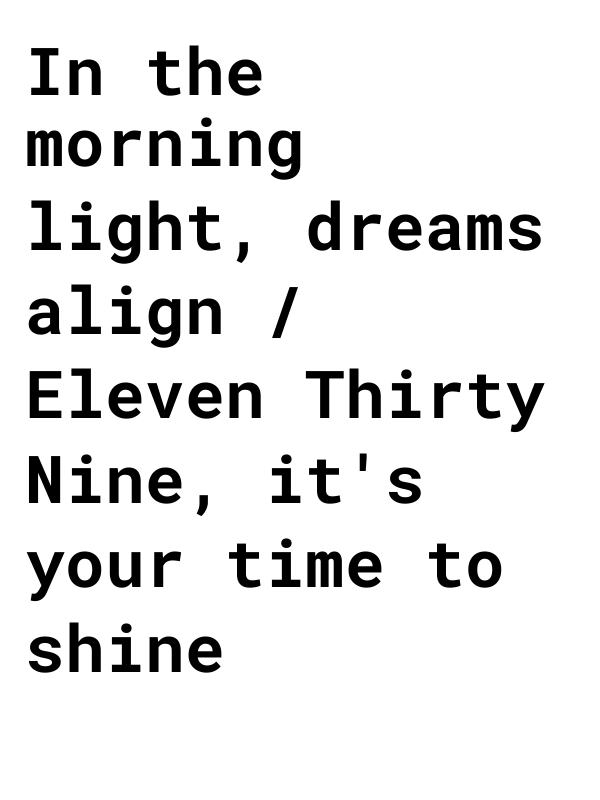 In the
morning
light, dreams
align /
Eleven Thirty
Nine, it's
your time to
shine